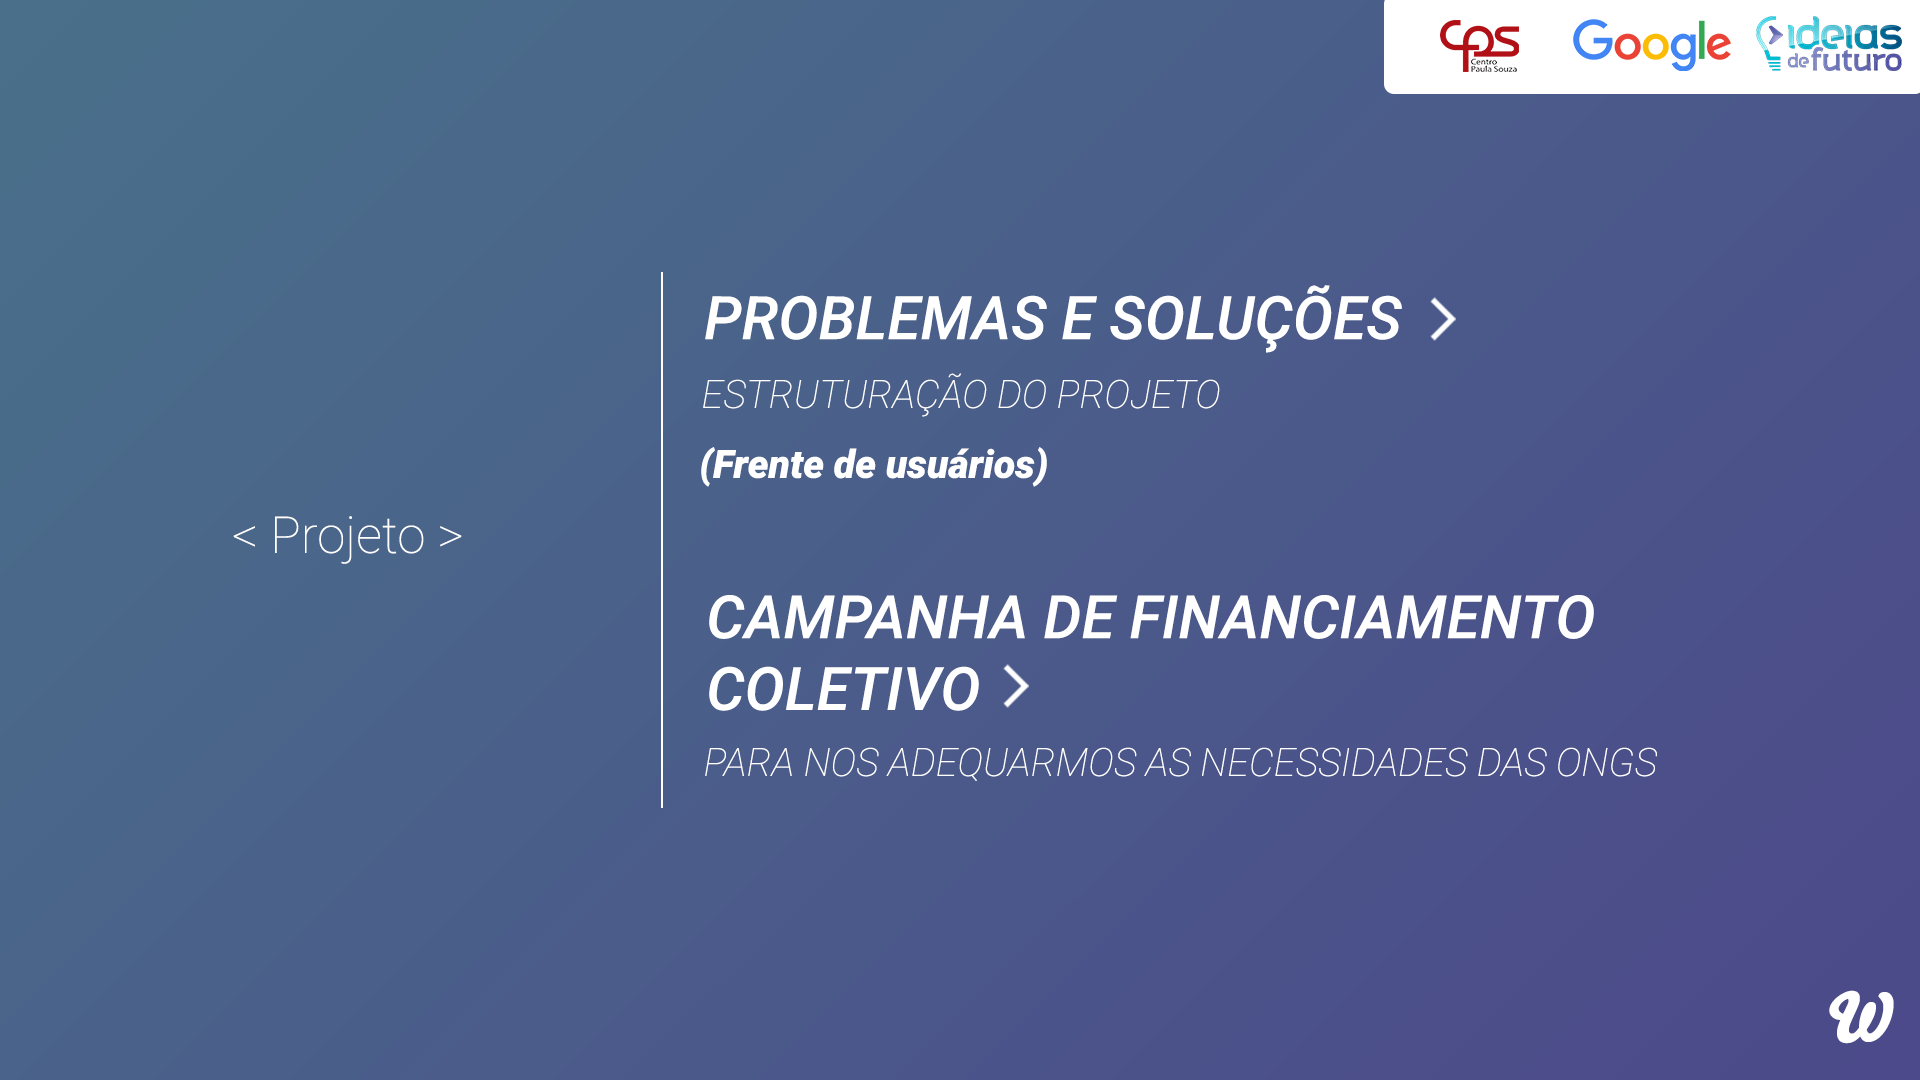 cps
Centro
Paula Souza
Google
ideias
de futuro
< Projeto >
PROBLEMAS E SOLUÇÕES >
ESTRUTURAÇÃO DO PROJETO
(Frente de usuários)
CAMPANHA DE FINANCIAMENTO
COLETIVO >
PARA NOS ADEQUARMOS AS NECESSIDADES DAS ONGS
W